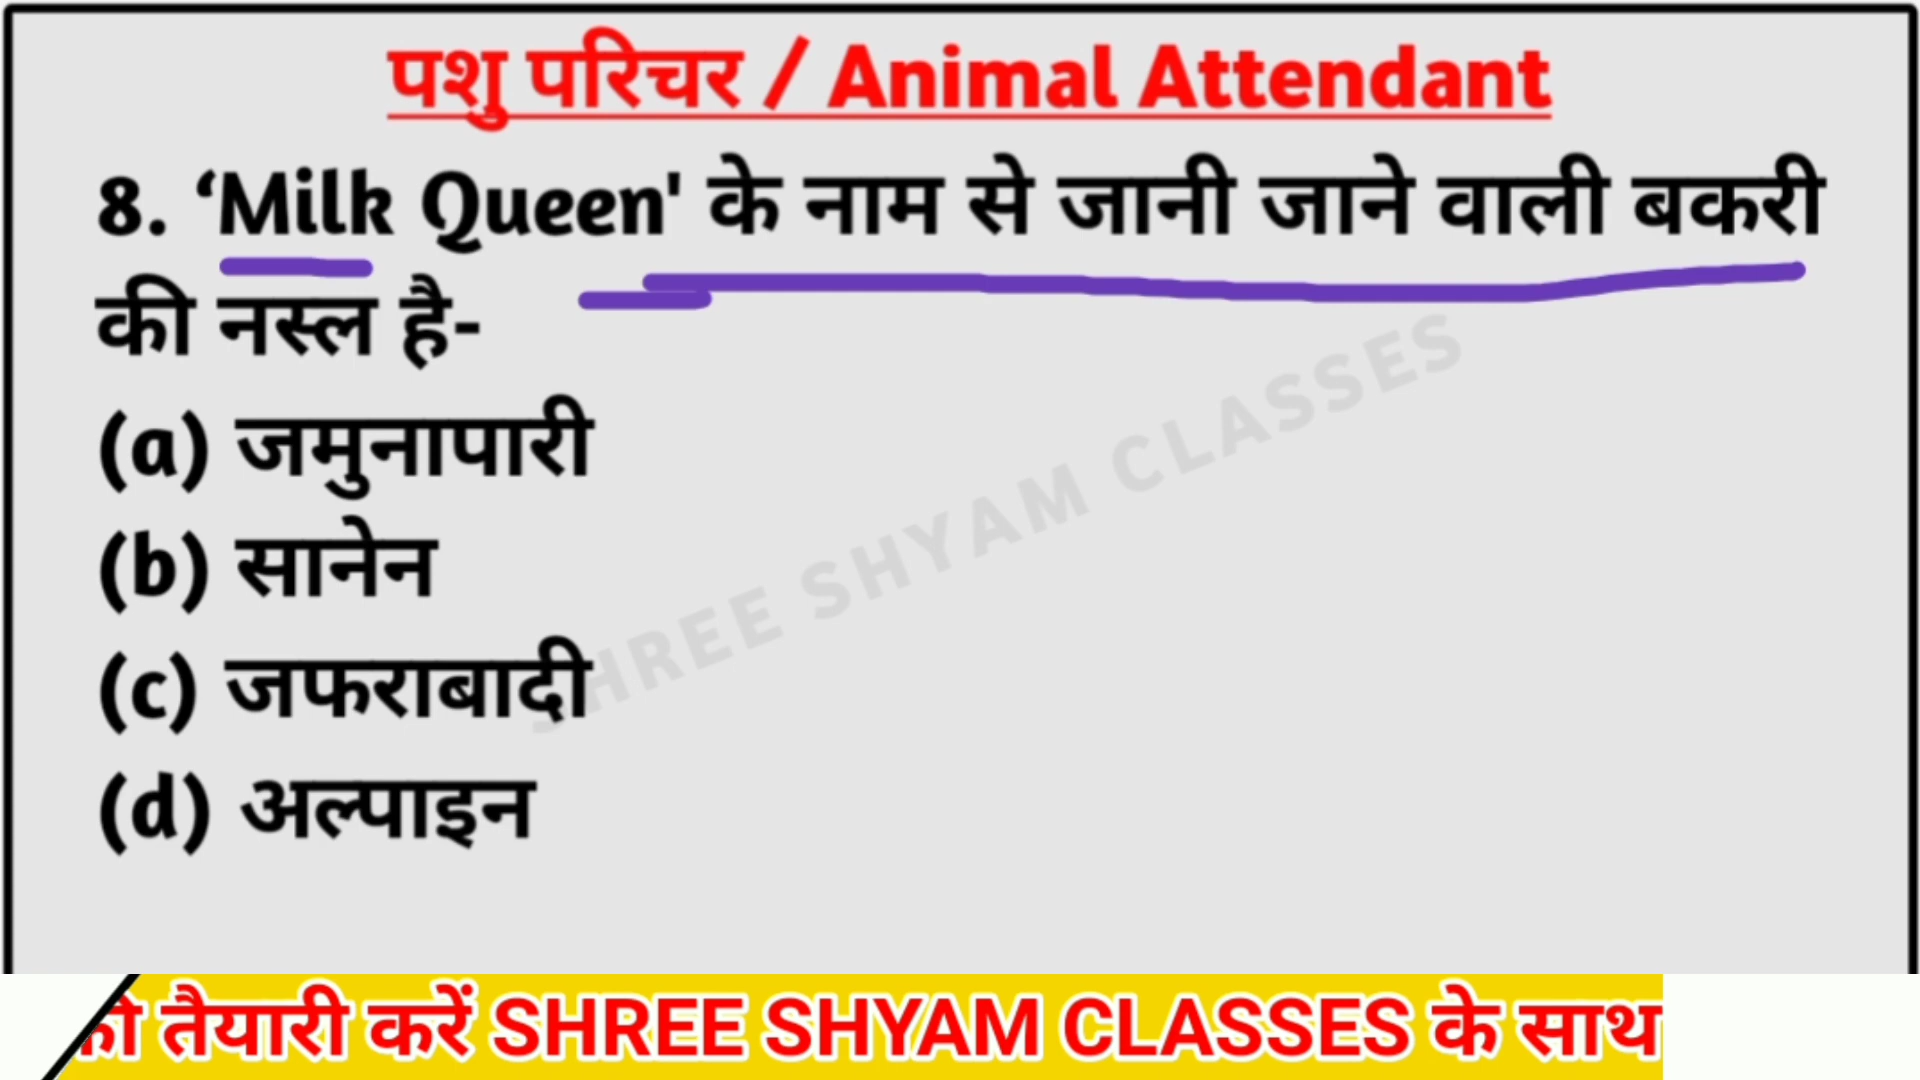 पशु परिचर / Animal Attendant
8. ‘Milk Queen' के नाम से जानी जाने वाली बकरी
की नस्ल है-
(a) जमुनापारी
(b) सानेन
(c) जफराबादी
(d) अल्पाइन
SHREE SHYAM CLASSES
की तैयारी करें SHREE SHYAM CLASSES के साथ